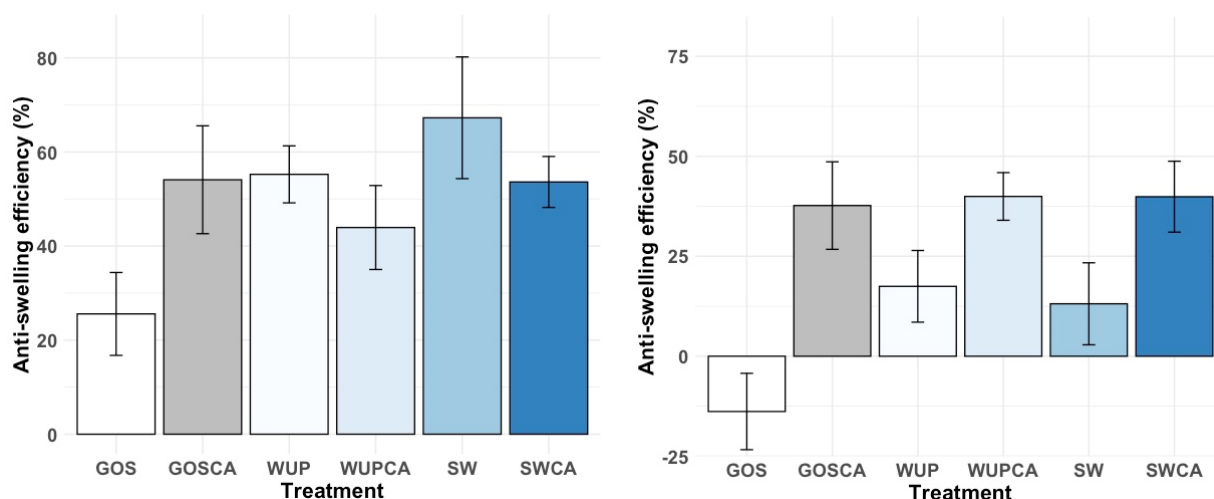 Anti-swelling efficiency (%)
80
60
40
20
0
GOS GOSCA WUP WUPCA SW SWCA
Treatment
Anti-swelling efficiency (%)
75
50
25
0
-25
GOS GOSCA WUP WUPCA SW SWCA
Treatment